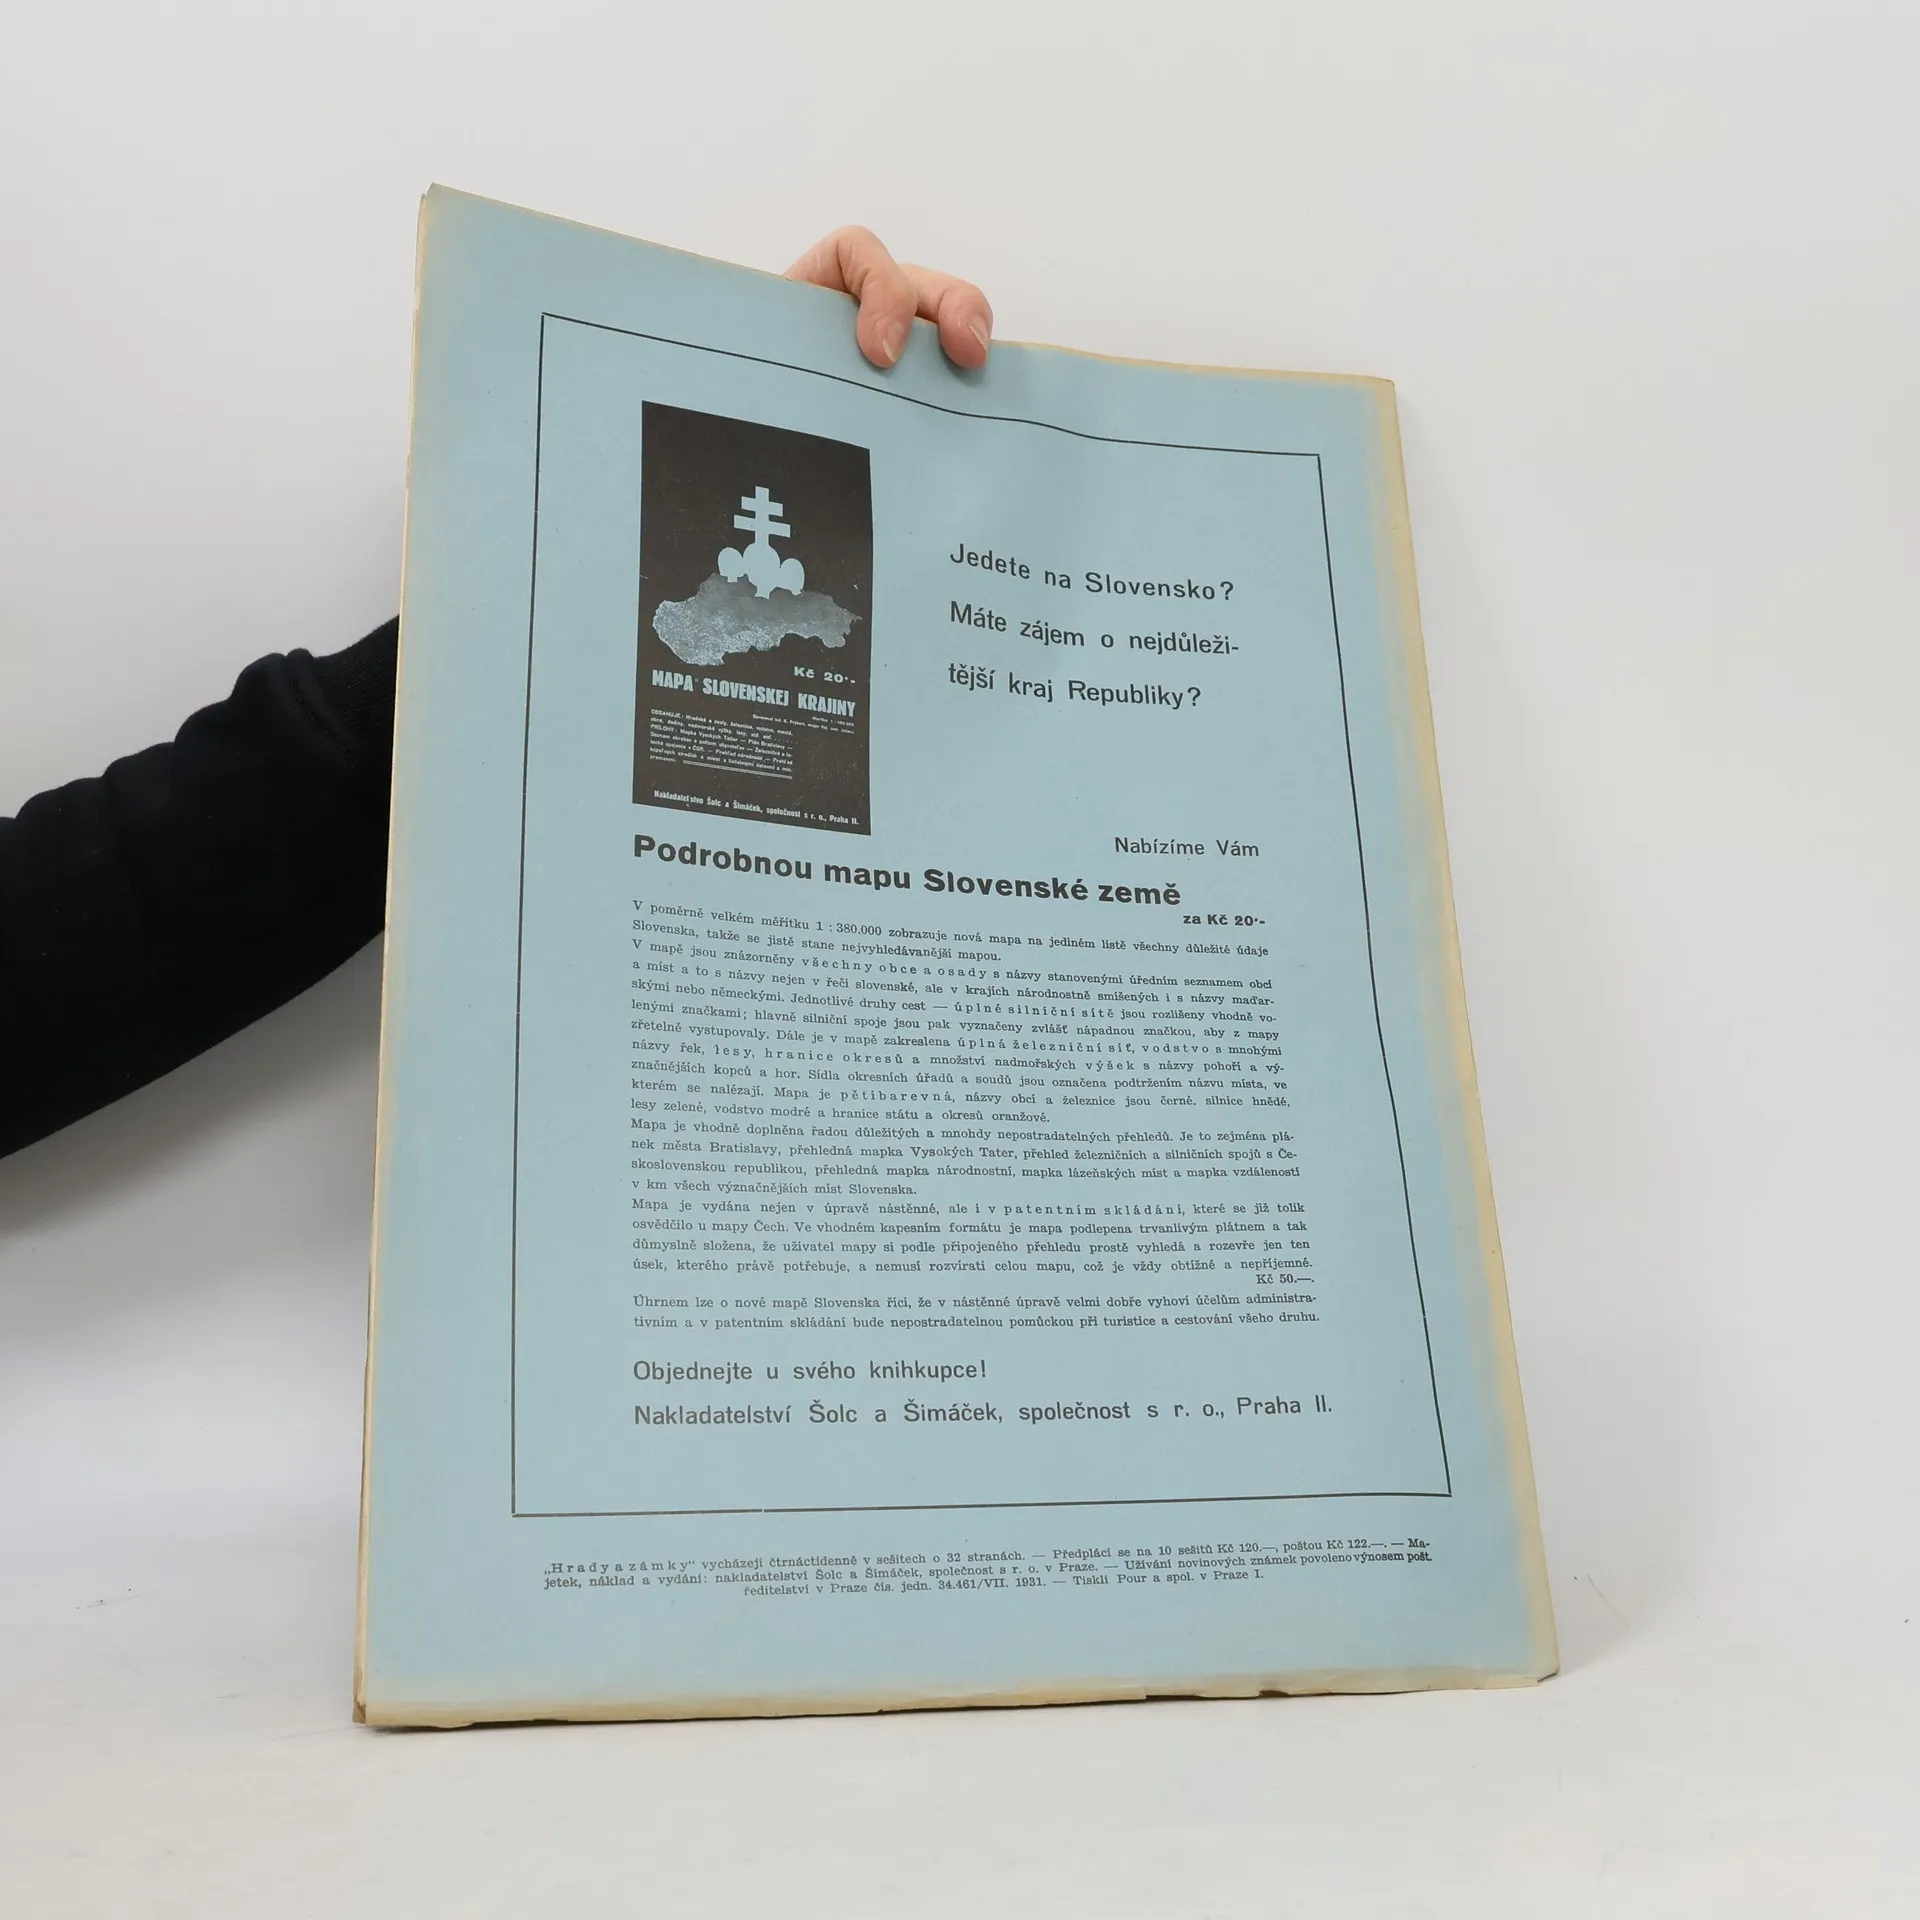 Kč 20·-
MAPA SLOVENSKEJ KRAJINY
Nakladateľstvo Šolc a Šimáček, společnost s r. o., Praha II.
Jedete na Slovensko?
Máte zájem o nejdůleži-
tější kraj Republiky?
Nabízíme Vám
Podrobnou mapu Slovenské země
za Kč 20·-
V poměrně velkém měřítku 1 : 380.000 zobrazuje nová mapa na jediném listě všechny důležité údaje
Slovenska, takže se jistě stane nejvyhledávanější mapou.
V mapě jsou znázorněny všechny obce a osady s názvy stanovenými úředním seznamem obcí
a míst a to s názvy nejen v řeči slovenské, ale v krajích národnostně smíšených i s názvy maďar-
skými nebo německými. Jednotlivé druhy cest — úplné silniční sítě jsou rozlišeny vhodně vo-
lenými značkami; hlavně silniční spoje jsou pak vyznačeny zvlášť nápadnou značkou, aby z mapy
zřetelně vystupovaly. Dále je v mapě zakreslena úplná železniční síť, vodstvo s mnohými
názvy řek, lesy, hranice okresů a množství nadmořských výšek s názvy pohoří a vý-
značnějších kopců a hor. Sídla okresních úřadů a soudů jsou označena podtržením názvu místa, ve
kterém se nalézají. Mapa je pětibarevná, názvy obcí a železnice jsou černé, silnice hnědé,
lesy zelené, vodstvo modré a hranice státu a okresů oranžové.
Mapa je vhodně doplněna řadou důležitých a mnohdy nepostradatelných přehledů. Je to zejména plá-
nek města Bratislavy, přehledná mapka Vysokých Tater, přehled železničních a silničních spojů s Če-
skoslovenskou republikou, přehledná mapka národnostní, mapka lázeňských míst a mapka vzdáleností
v km všech význačnějších míst Slovenska.
Mapa je vydána nejen v úpravě nástěnné, ale i v patentním skládání, které se již tolik
osvědčilo u mapy Čech. Ve vhodném kapesním formátu je mapa podlepena trvanlivým plátnem a tak
důmyslně složena, že uživatel mapy si podle připojeného přehledu prostě vyhledá a rozevře jen ten
úsek, kterého právě potřebuje, a nemusí rozvírati celou mapu, což je vždy obtížné a nepříjemné.
Kč 50.—.
Úhrnem lze o nové mapě Slovenska říci, že v nástěnné úpravě velmi dobře vyhoví účelům administra-
tivním a v patentním skládání bude nepostradatelnou pomůckou při turistice a cestování všeho druhu.
Objednejte u svého knihkupce!
Nakladatelství Šolc a Šimáček, společnost s r. o., Praha II.
„Hrady a zámky“ vycházejí čtrnáctidenně v sešitech o 32 stranách. — Předplácí se na 10 sešitů Kč 120.—, poštou Kč 122.—. — Ma-
jetek, náklad a vydání: nakladatelství Šolc a Šimáček, společnost s r. o. v Praze. — Užívání novinových známek povoleno výnosem pošt.
ředitelství v Praze čís. jedn. 34.461/VII. 1931. — Tiskli Pour a spol. v Praze I.